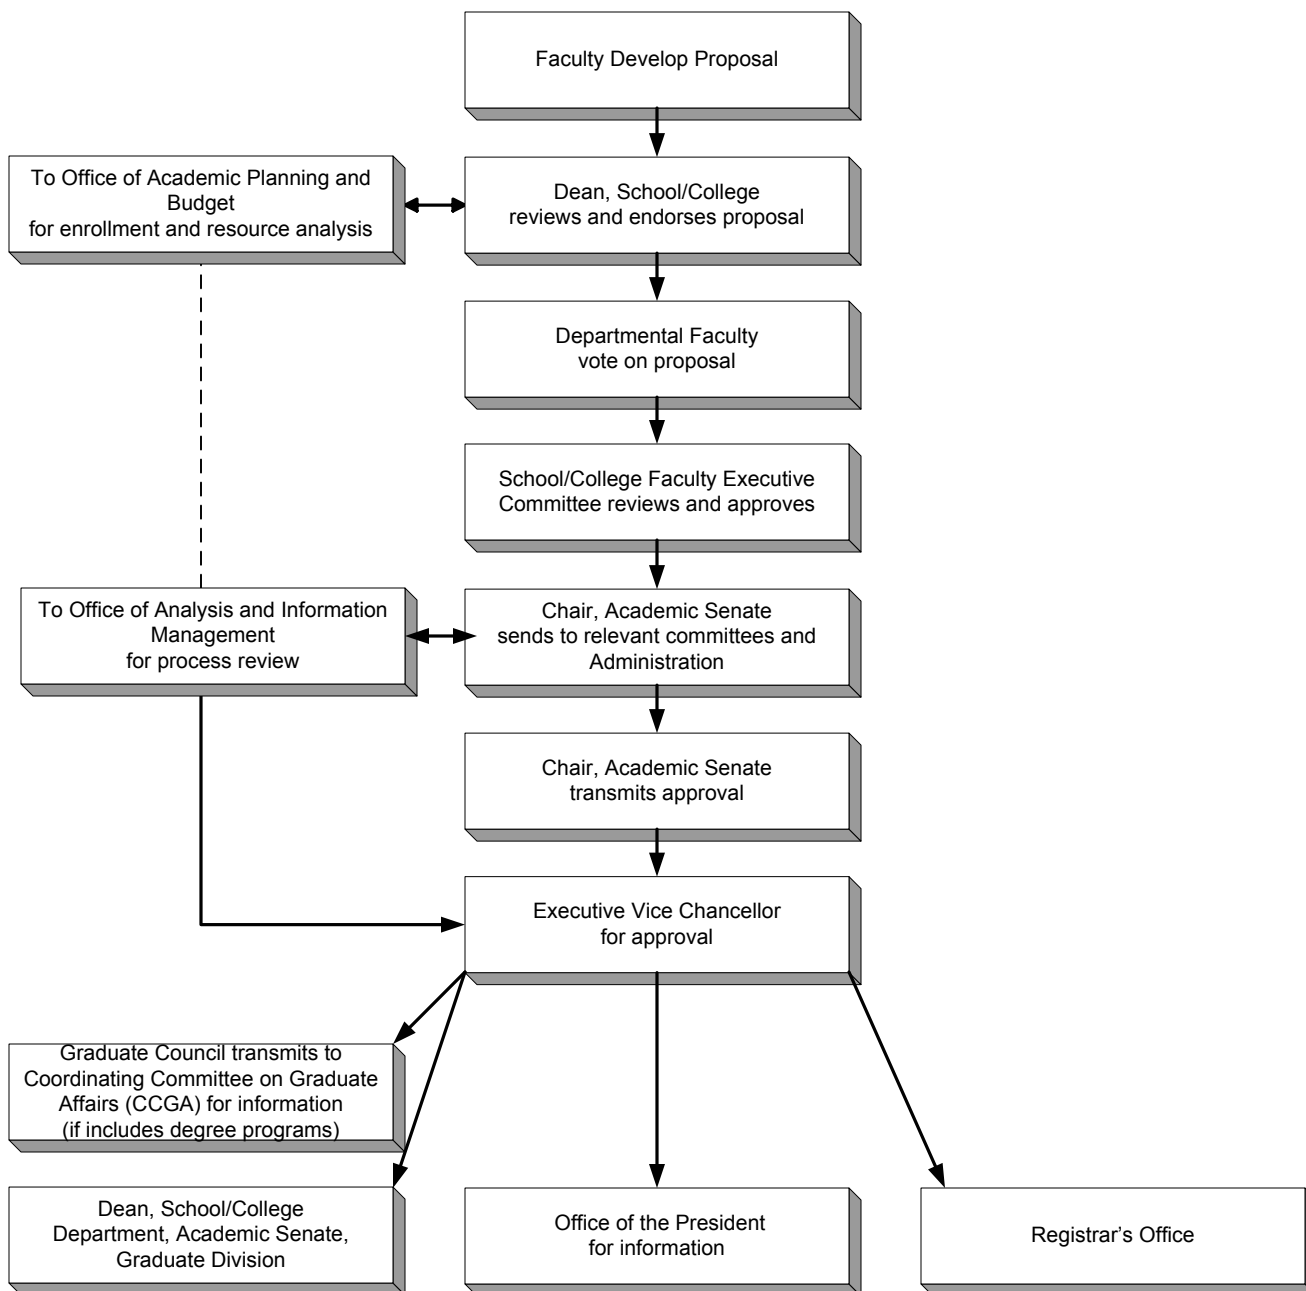 Faculty Develop Proposal
To Office of Academic Planning and
Budget
for enrollment and resource analysis
Dean, School/College
reviews and endorses proposal
Departmental Faculty
vote on proposal
School/College Faculty Executive
Committee reviews and approves
To Office of Analysis and Information
Management
for process review
Chair, Academic Senate
sends to relevant committees and
Administration
Chair, Academic Senate
transmits approval
Executive Vice Chancellor
for approval
Graduate Council transmits to
Coordinating Committee on Graduate
Affairs (CCGA) for information
(if includes degree programs)
Dean, School/College
Department, Academic Senate,
Graduate Division
Office of the President
for information
Registrar’s Office